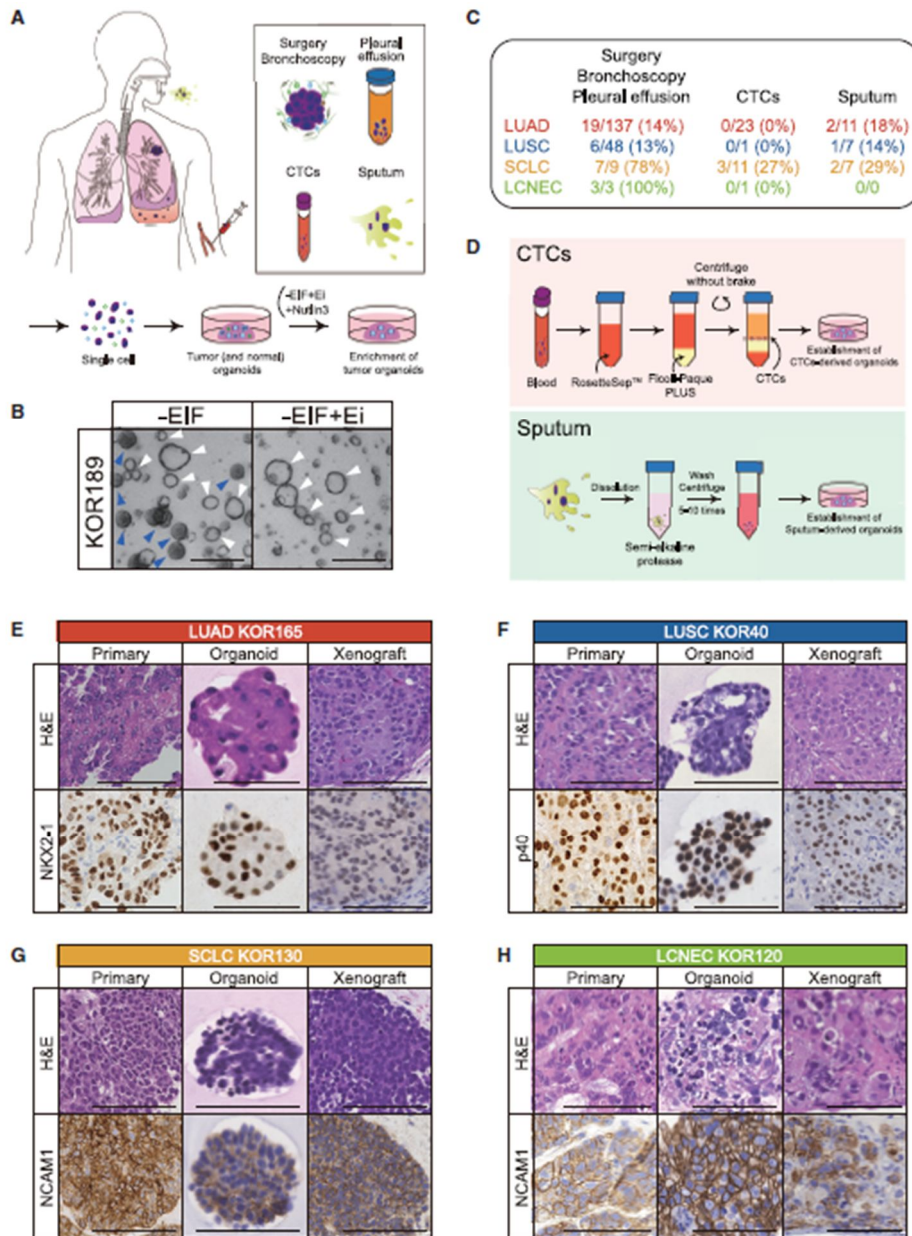 A
Surgery
Bronchoscopy
Pleural
effusion
CTCs
Sputum
Single cell
Tumor (and normal)
organoids
-EIF+Ei
+Nutlin3
Enrichment of
tumor organoids
B
-EIF
-EIF+Ei
KOR189
C
Surgery
Bronchoscopy
Pleural effusion CTCs Sputum
LUAD 19/137 (14%) 0/23 (0%) 2/11 (18%)
LUSC 6/48 (13%) 0/1 (0%) 1/7 (14%)
SCLC 7/9 (78%) 3/11 (27%) 2/7 (29%)
LCNEC 3/3 (100%) 0/1 (0%) 0/0
D
CTCs
Centrifuge
without brake
Blood
RosetteSep™
Ficoll-Paque
PLUS
CTCs
Establishment of
CTCs-derived organoids
Sputum
Dissolution
Wash
Centrifuge
5-10 times
Semi-alkaline
protease
Establishment of
Sputum-derived organoids
E
LUAD KOR165
Primary Organoid Xenograft
H&E
NKX2-1
F
LUSC KOR40
Primary Organoid Xenograft
H&E
p40
G
SCLC KOR130
Primary Organoid Xenograft
H&E
NCAM1
H
LCNEC KOR120
Primary Organoid Xenograft
H&E
NCAM1